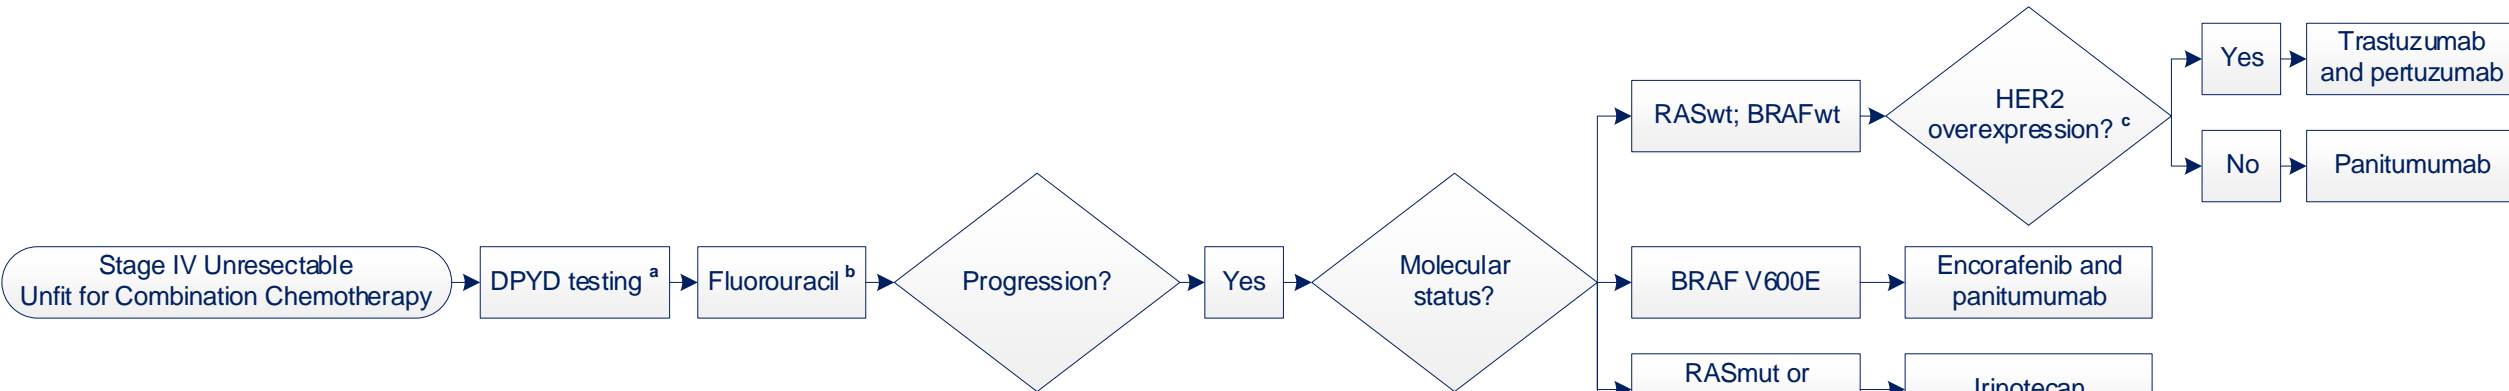 Stage IV Unresectable
Unfit for Combination Chemotherapy
DPYD testing a
Fluorouracil b
Progression?
Yes
Molecular
status?
RASwt; BRAFwt
HER2
overexpression? c
Yes
Trastuzumab
and pertuzumab
No
Panitumumab
BRAF V600E
Encorafenib and
panitumumab
RASmut or
Irinotecan